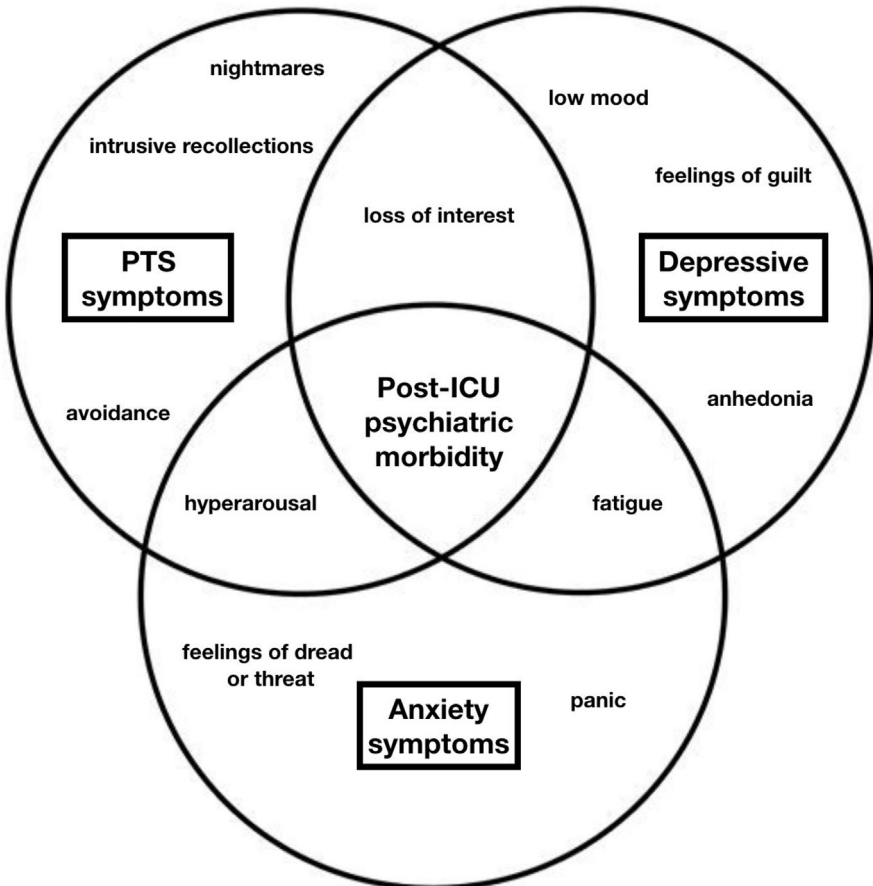 nightmares
low mood
intrusive recollections
feelings of guilt
loss of interest
PTS
symptoms
Depressive
symptoms
Post-ICU
psychiatric
morbidity
avoidance
anhedonia
hyperarousal
fatigue
feelings of dread
or threat
Anxiety
symptoms
panic